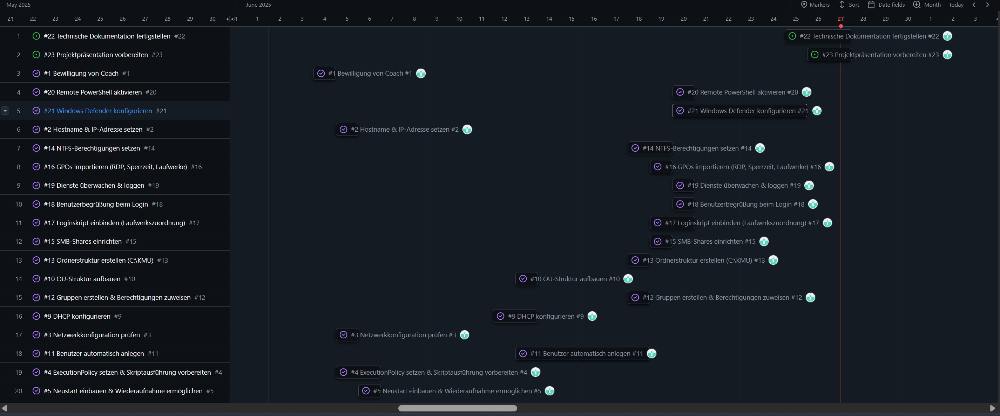 May 2025 June 2025 Markers Sort Date fields Month Today
21 22 23 24 25 26 27 28 29 30 31 1 2 3 4 5 6 7 8 9 10 11 12 13 14 15 16 17 18 19 20 21 22 23 24 25 26 27 28 29 30 1 2 3 4
1 #22 Technische Dokumentation fertigstellen #22 #22 Technische Dokumentation fertigstellen #22
2 #23 Projektpräsentation vorbereiten #23 #23 Projektpräsentation vorbereiten #23
3 #1 Bewilligung von Coach #1 #1 Bewilligung von Coach #1
4 #20 Remote PowerShell aktivieren #20 #20 Remote PowerShell aktivieren #20
5 #21 Windows Defender konfigurieren #21 #21 Windows Defender konfigurieren #21
6 #2 Hostname & IP-Adresse setzen #2 #2 Hostname & IP-Adresse setzen #2
7 #14 NTFS-Berechtigungen setzen #14 #14 NTFS-Berechtigungen setzen #14
8 #16 GPOs importieren (RDP, Sperrzeit, Laufwerke) #16 #16 GPOs importieren (RDP, Sperrzeit, Laufwerke) #16
9 #19 Dienste überwachen & loggen #19 #19 Dienste überwachen & loggen #19
10 #18 Benutzerbegrüßung beim Login #18 #18 Benutzerbegrüßung beim Login #18
11 #17 Loginskript einbinden (Laufwerkszuordnung) #17 #17 Loginskript einbinden (Laufwerkszuordnung) #17
12 #15 SMB-Shares einrichten #15 #15 SMB-Shares einrichten #15
13 #13 Ordnerstruktur erstellen (C:\KMU) #13 #13 Ordnerstruktur erstellen (C:\KMU) #13
14 #10 OU-Struktur aufbauen #10 #10 OU-Struktur aufbauen #10
15 #12 Gruppen erstellen & Berechtigungen zuweisen #12 #12 Gruppen erstellen & Berechtigungen zuweisen #12
16 #9 DHCP konfigurieren #9 #9 DHCP konfigurieren #9
17 #3 Netzwerkkonfiguration prüfen #3 #3 Netzwerkkonfiguration prüfen #3
18 #11 Benutzer automatisch anlegen #11 #11 Benutzer automatisch anlegen #11
19 #4 ExecutionPolicy setzen & Skriptausführung vorbereiten #4 #4 ExecutionPolicy setzen & Skriptausführung vorbereiten #4
20 #5 Neustart einbauen & Wiederaufnahme ermöglichen #5 #5 Neustart einbauen & Wiederaufnahme ermöglichen #5